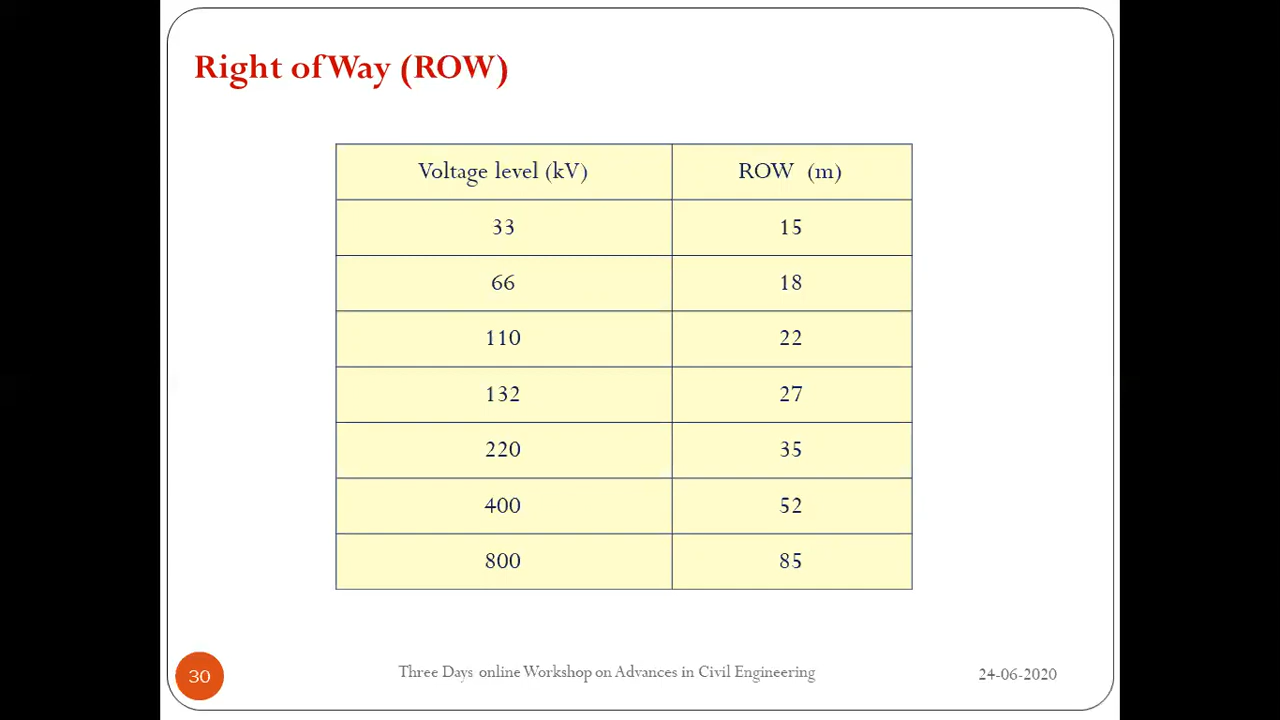 Right of Way (ROW)
Voltage level (kV) ROW (m)
33 15
66 18
110 22
132 27
220 35
400 52
800 85
30 Three Days online Workshop on Advances in Civil Engineering 24-06-2020